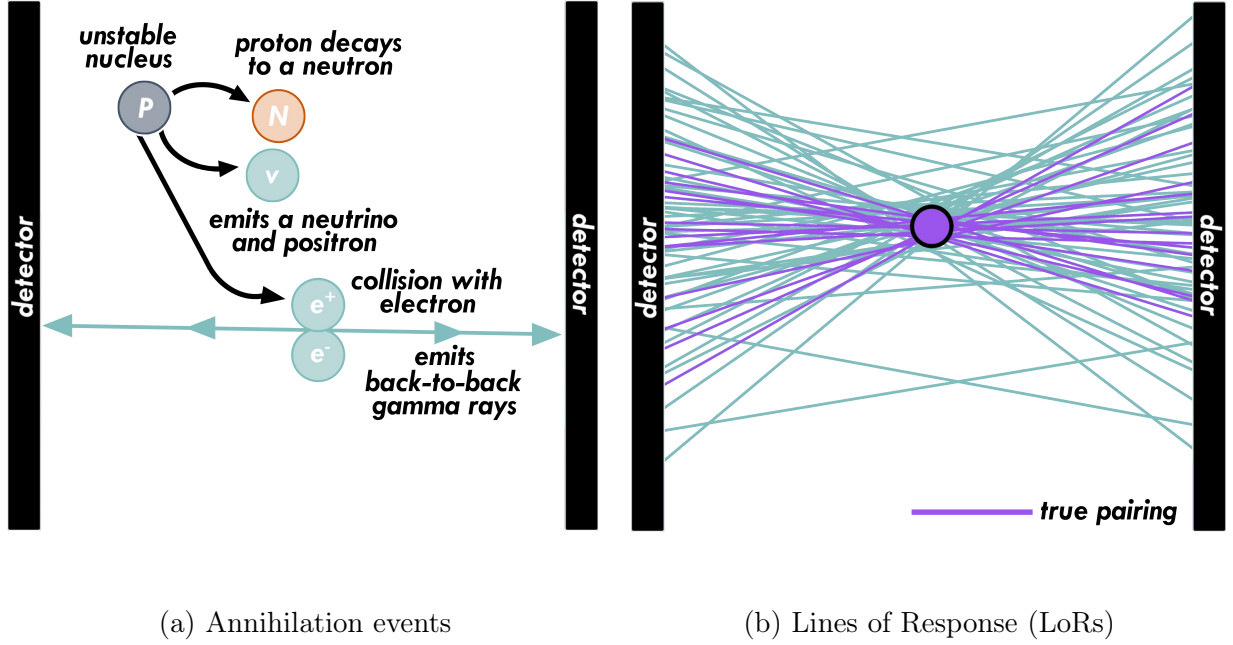 unstable
nucleus
proton decays
to a neutron
P
N
ν
emits a neutrino
and positron
detector
detector
collision with
electron
e+
e-
emits
back-to-back
gamma rays
(a) Annihilation events
detector
detector
true pairing
(b) Lines of Response (LoRs)